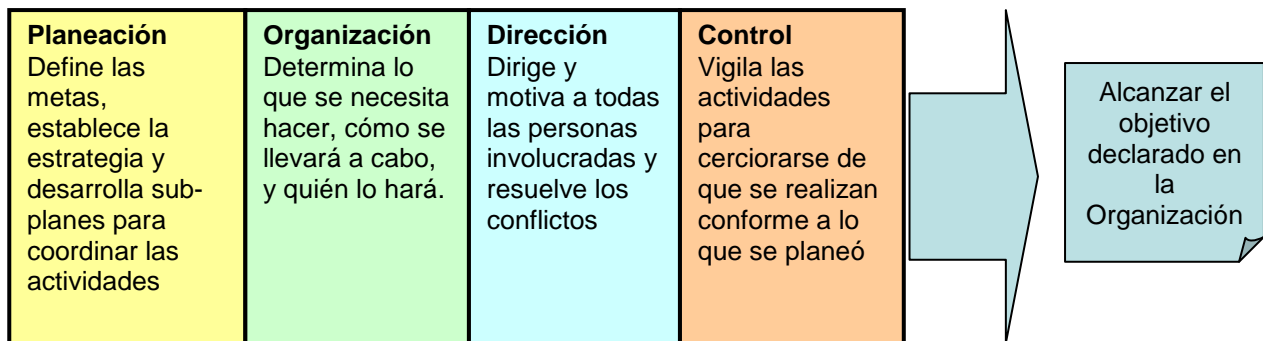 Planeación
Define las
metas,
establece la
estrategia y
desarrolla sub-
planes para
coordinar las
actividades
Organización
Determina lo
que se necesita
hacer, cómo se
llevará a cabo,
y quién lo hará.
Dirección
Dirige y
motiva a todas
las personas
involucradas y
resuelve los
conflictos
Control
Vigila las
actividades
para
cerciorarse de
que se realizan
conforme a lo
que se planeó
Alcanzar el
objetivo
declarado en
la
Organización